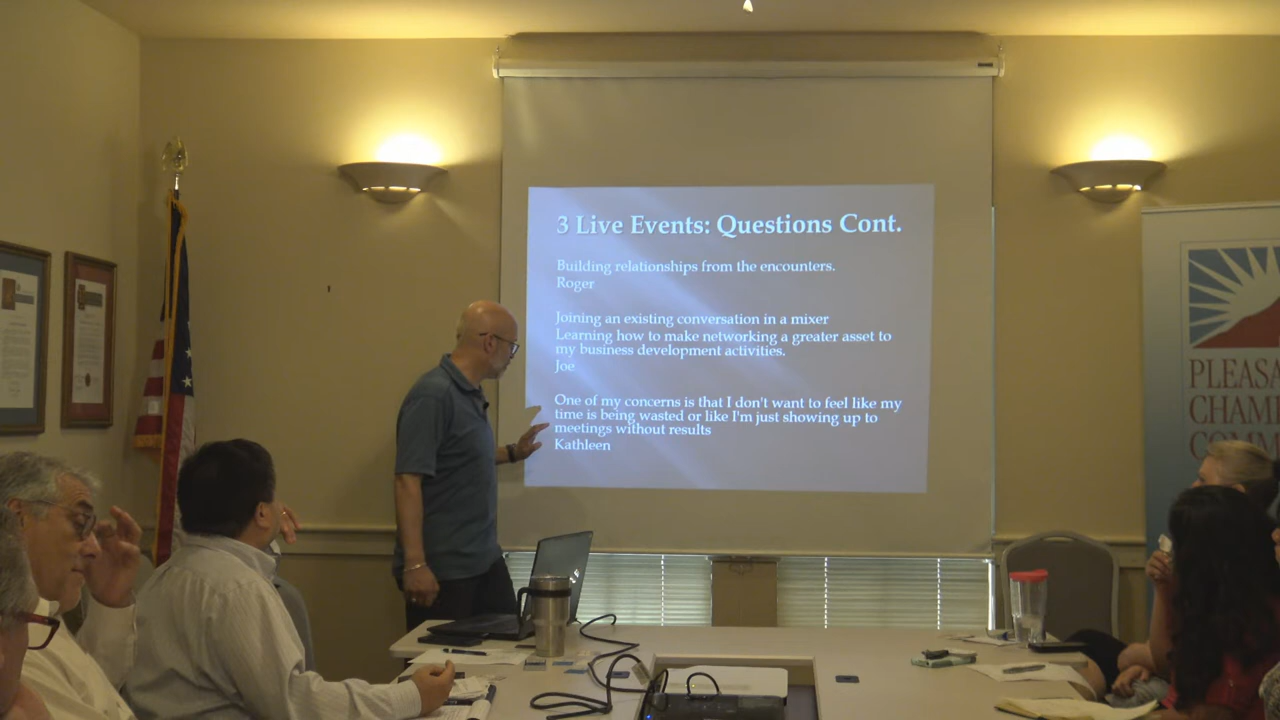 3 Live Events: Questions Cont.
Building relationships from the encounters.
Roger
Joining an existing conversation in a mixer
Learning how to make networking a greater asset to
my business development activities.
Joe
One of my concerns is that I don't want to feel like my
time is being wasted or like I'm just showing up to
meetings without results
Kathleen
PLEASA
CHAM
COMM